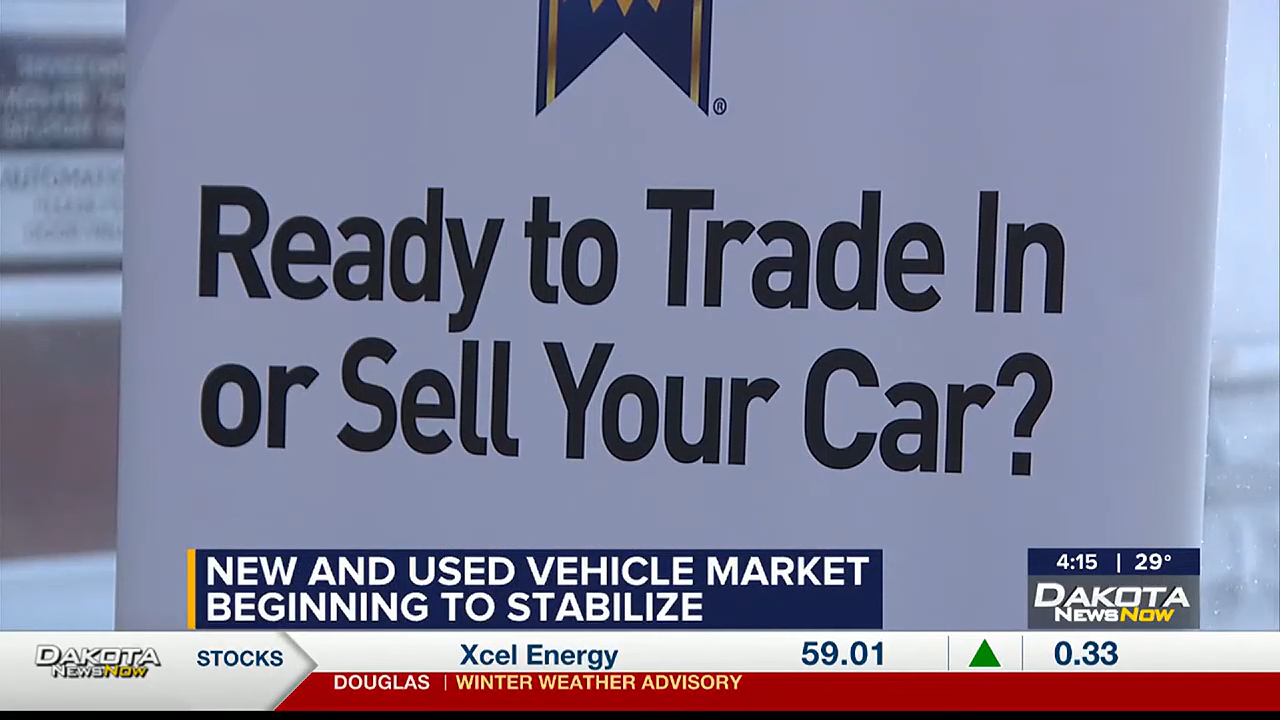 ®
Ready to Trade In
or Sell Your Car?
NEW AND USED VEHICLE MARKET
BEGINNING TO STABILIZE
4:15 | 29°
DAKOTA
NEWS NOW
DAKOTA
NEWS NOW
STOCKS
Xcel Energy 59.01 0.33
DOUGLAS | WINTER WEATHER ADVISORY